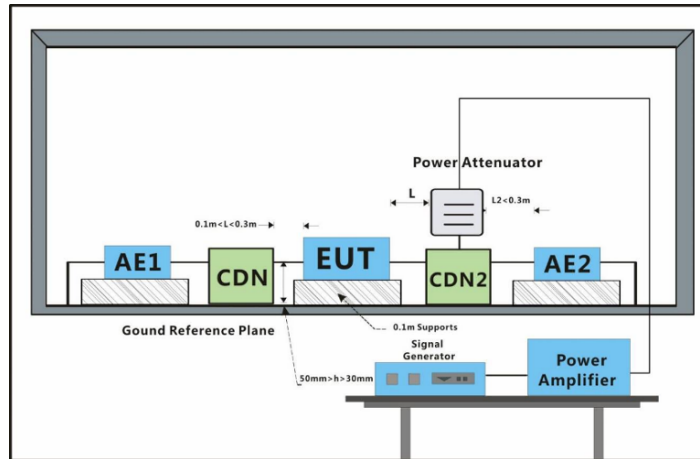 Power Attenuator
L
L2<0.3m
0.1m<L<0.3m
AE1
CDN
EUT
CDN2
AE2
Gound Reference Plane
0.1m Supports
Signal
Generator
50mm>h>30mm
Power
Amplifier